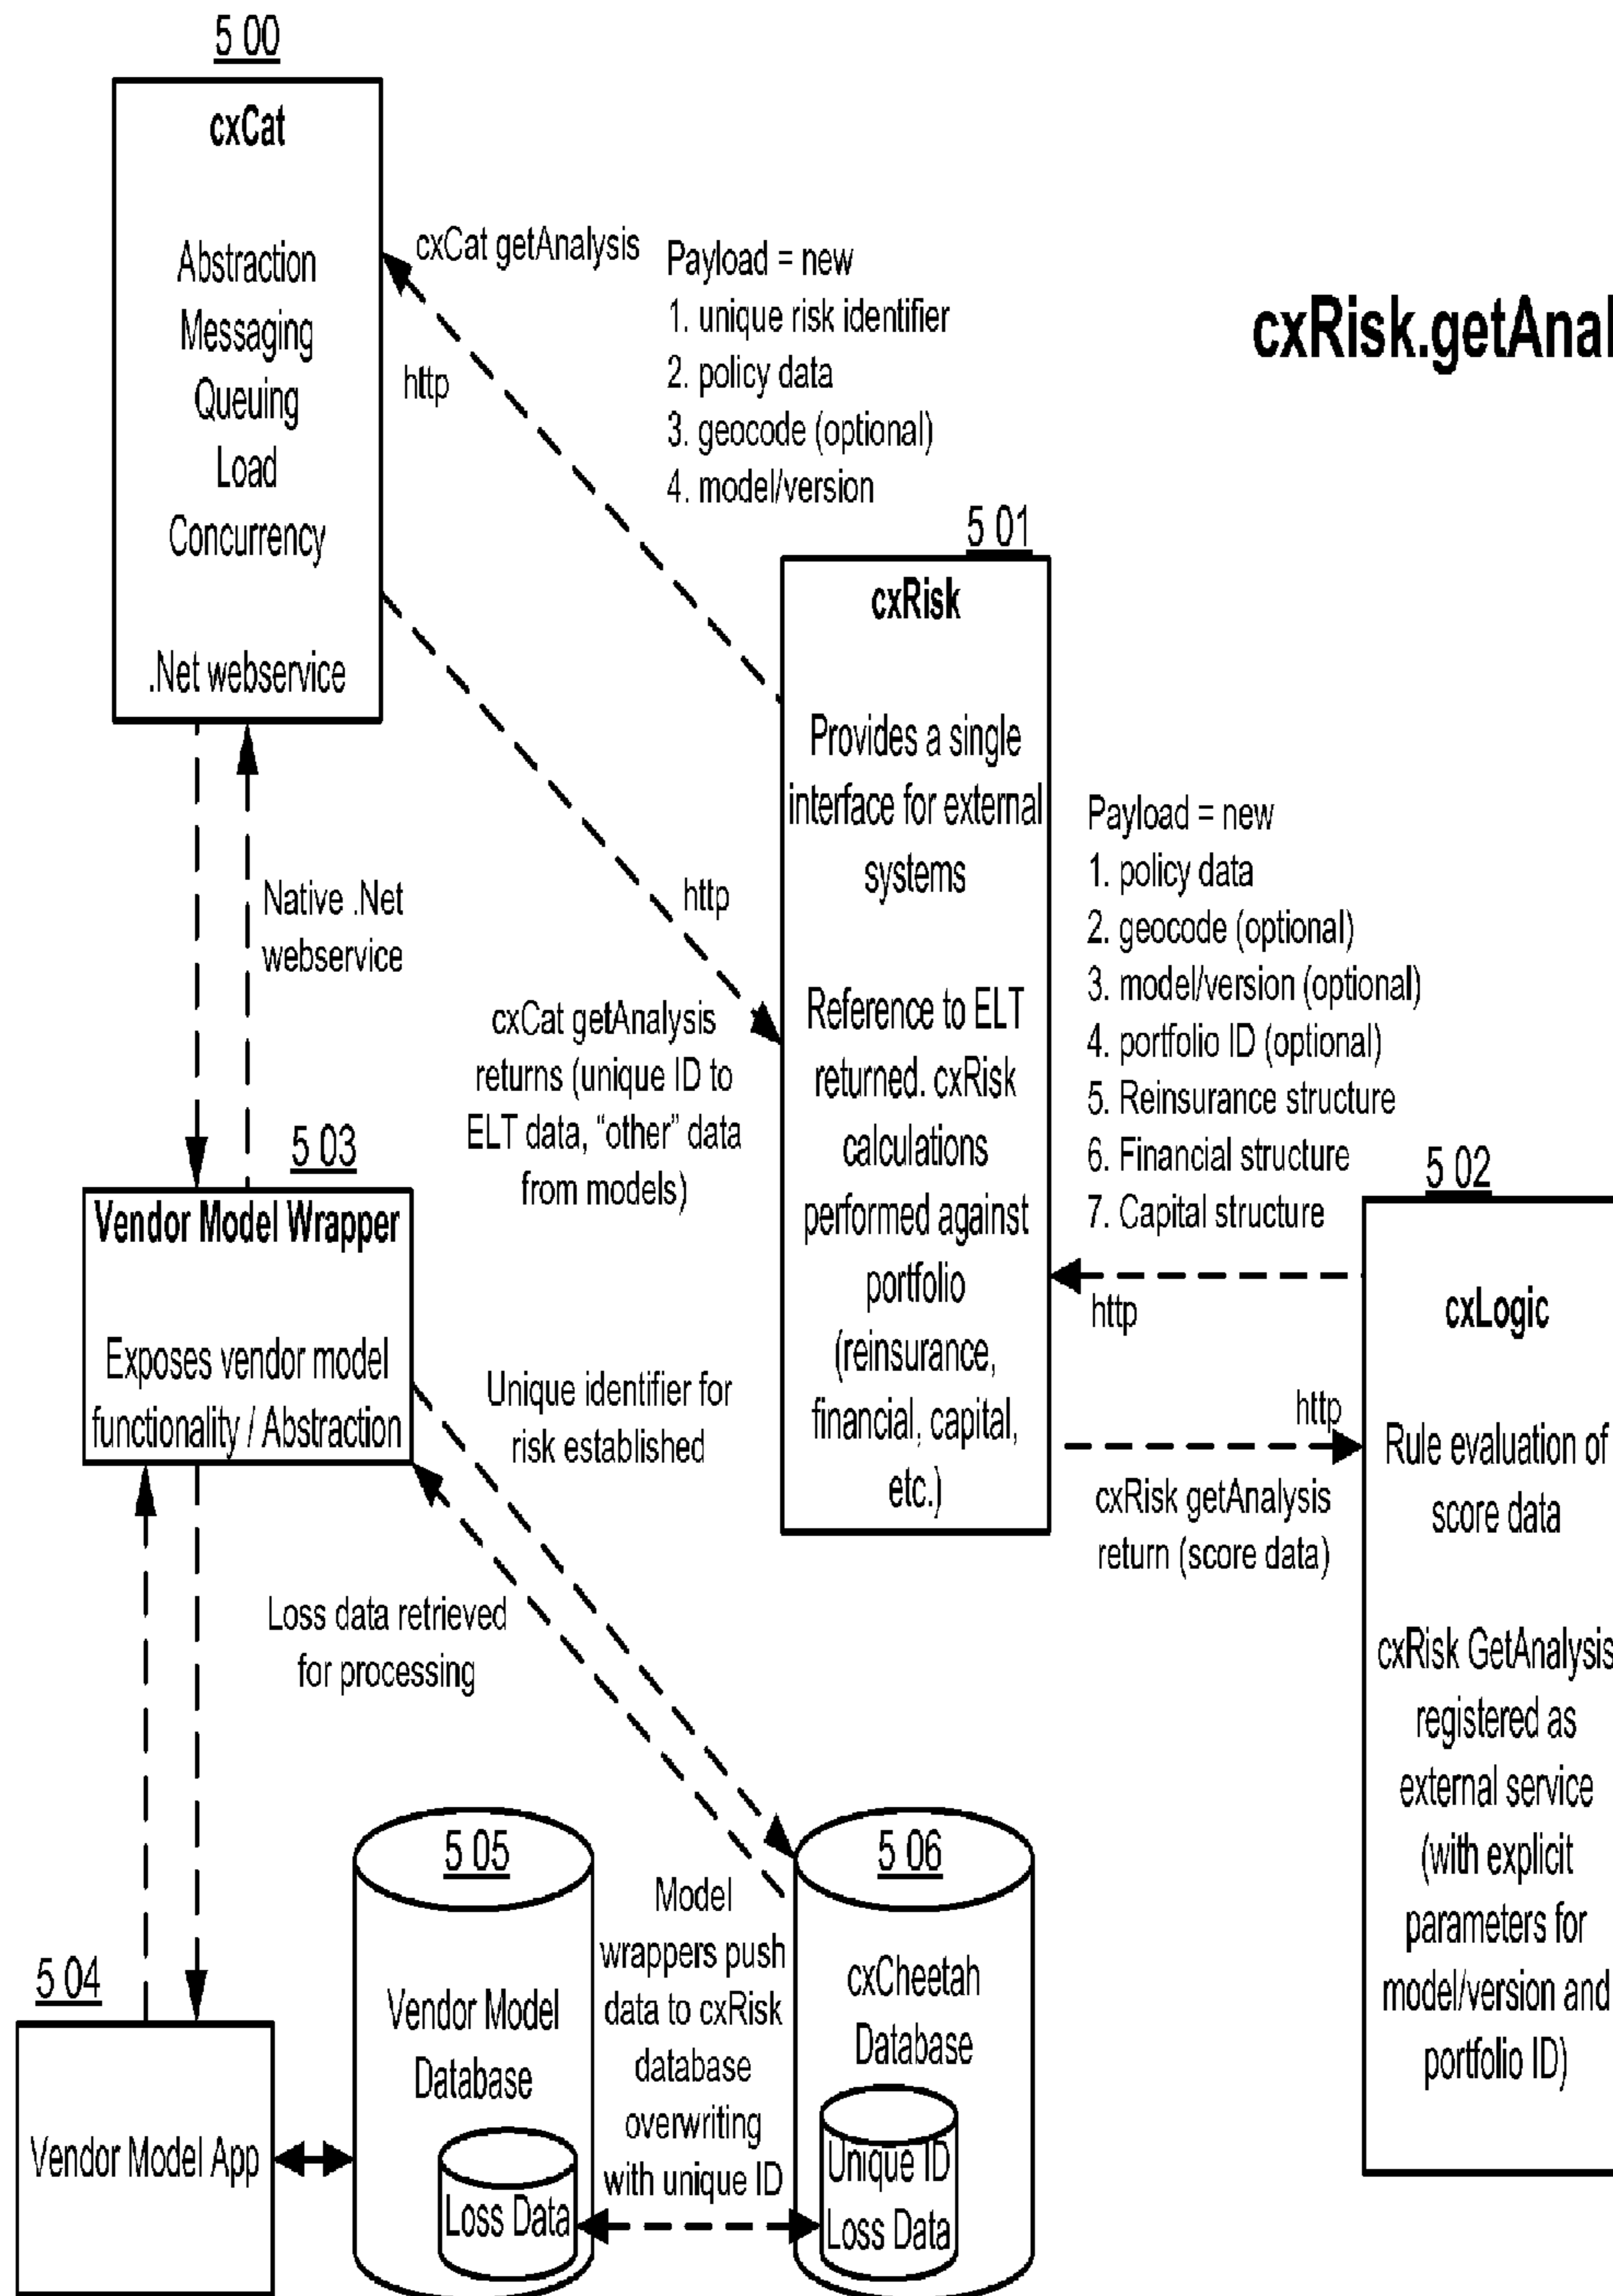 5 00
cxCat
Abstraction
Messaging
Queuing
Load
Concurrency
.Net webservice
cxCat getAnalysis
http
Payload = new
1. unique risk identifier
2. policy data
3. geocode (optional)
4. model/version
cxRisk.getAnal
5 01
cxRisk
Provides a single
interface for external
systems
Reference to ELT
returned. cxRisk
calculations
performed against
portfolio
(reinsurance,
financial, capital,
etc.)
Native .Net
webservice
http
cxCat getAnalysis
returns (unique ID to
ELT data, "other" data
from models)
Payload = new
1. policy data
2. geocode (optional)
3. model/version (optional)
4. portfolio ID (optional)
5. Reinsurance structure
6. Financial structure
7. Capital structure
http
http
cxRisk getAnalysis
return (score data)
5 02
cxLogic
Rule evaluation of
score data
cxRisk GetAnalysis
registered as
external service
(with explicit
parameters for
model/version and
portfolio ID)
5 03
Vendor Model Wrapper
Exposes vendor model
functionality / Abstraction
Unique identifier for
risk established
Loss data retrieved
for processing
5 04
Vendor Model App
5 05
Vendor Model
Database
Loss Data
Model
wrappers push
data to cxRisk
database
overwriting
with unique ID
5 06
cxCheetah
Database
Unique ID
Loss Data